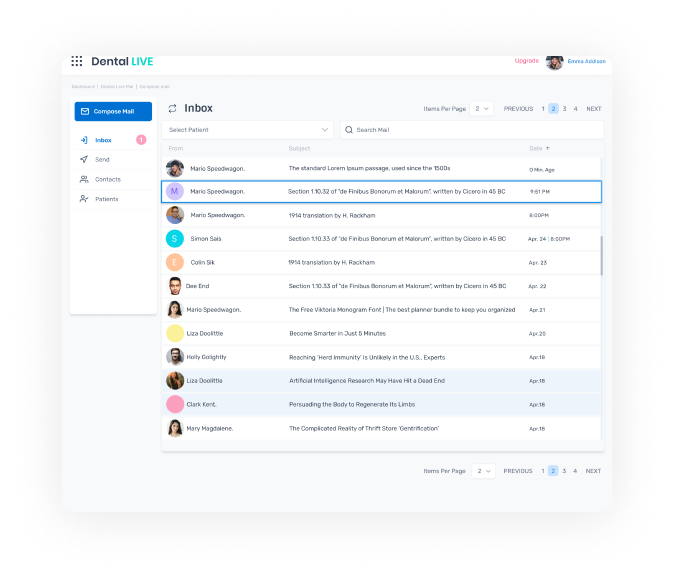 Dental LIVE
Upgrade Emma Addison
Dashboard | Dental Live Mail | Compose mail
Compose Mail
Inbox 1
Send
Contacts
Patients
Inbox
Items Per Page 2 PREVIOUS 1 2 3 4 NEXT
Select Patient
Search Mail
From Subject Date
Mario Speedwagon. The standard Lorem Ipsum passage, used since the 1500s 0 Min. Ago
M Mario Speedwagon. Section 1.10.32 of "de Finibus Bonorum et Malorum", written by Cicero in 45 BC 9:51 PM
Mario Speedwagon. 1914 translation by H. Rackham 8:00PM
S Simon Sais Section 1.10.33 of "de Finibus Bonorum et Malorum", written by Cicero in 45 BC Apr. 24 | 8:00PM
E Colin Sik 1914 translation by H. Rackham Apr. 23
Dee End Section 1.10.33 of "de Finibus Bonorum et Malorum", written by Cicero in 45 BC Apr. 22
Mario Speedwagon. The Free Viktoria Monogram Font | The best planner bundle to keep you organized Apr.21
Liza Doolittle Become Smarter in Just 5 Minutes Apr.20
Holly Golightly Reaching 'Herd Immunity' Is Unlikely in the U.S., Experts Apr.18
Liza Doolittle Artificial Intelligence Research May Have Hit a Dead End Apr.18
Clark Kent. Persuading the Body to Regenerate Its Limbs Apr.18
Mary Magdalene. The Complicated Reality of Thrift Store 'Gentrification' Apr.18
Items Per Page 2 PREVIOUS 1 2 3 4 NEXT